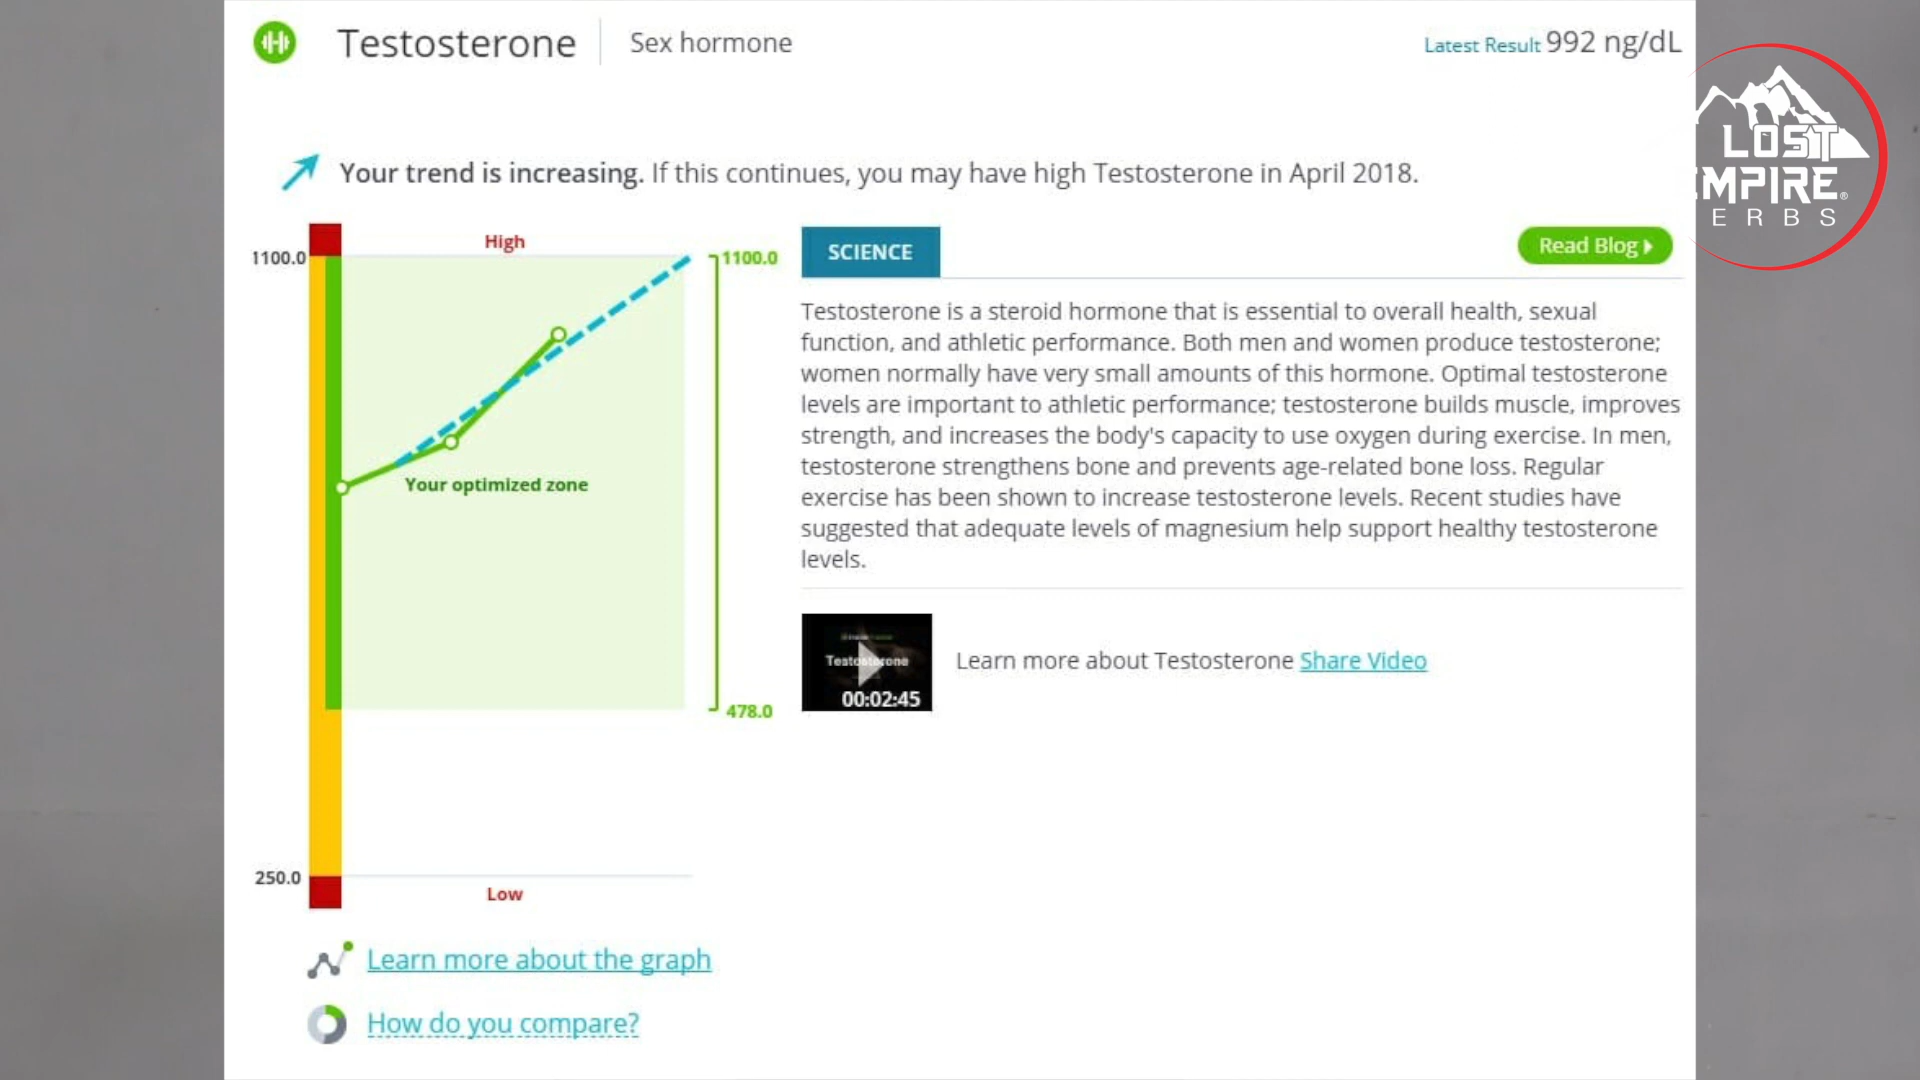 Testosterone
Sex hormone
Latest Result 992 ng/dL
LOST
EMPIRE®
ERBS
Your trend is increasing. If this continues, you may have high Testosterone in April 2018.
1100.0
High
1100.0
Your optimized zone
478.0
250.0
Low
SCIENCE
Read Blog
Testosterone is a steroid hormone that is essential to overall health, sexual
function, and athletic performance. Both men and women produce testosterone;
women normally have very small amounts of this hormone. Optimal testosterone
levels are important to athletic performance; testosterone builds muscle, improves
strength, and increases the body's capacity to use oxygen during exercise. In men,
testosterone strengthens bone and prevents age-related bone loss. Regular
exercise has been shown to increase testosterone levels. Recent studies have
suggested that adequate levels of magnesium help support healthy testosterone
levels.
Testosterone
00:02:45
Learn more about Testosterone Share Video
Learn more about the graph
How do you compare?